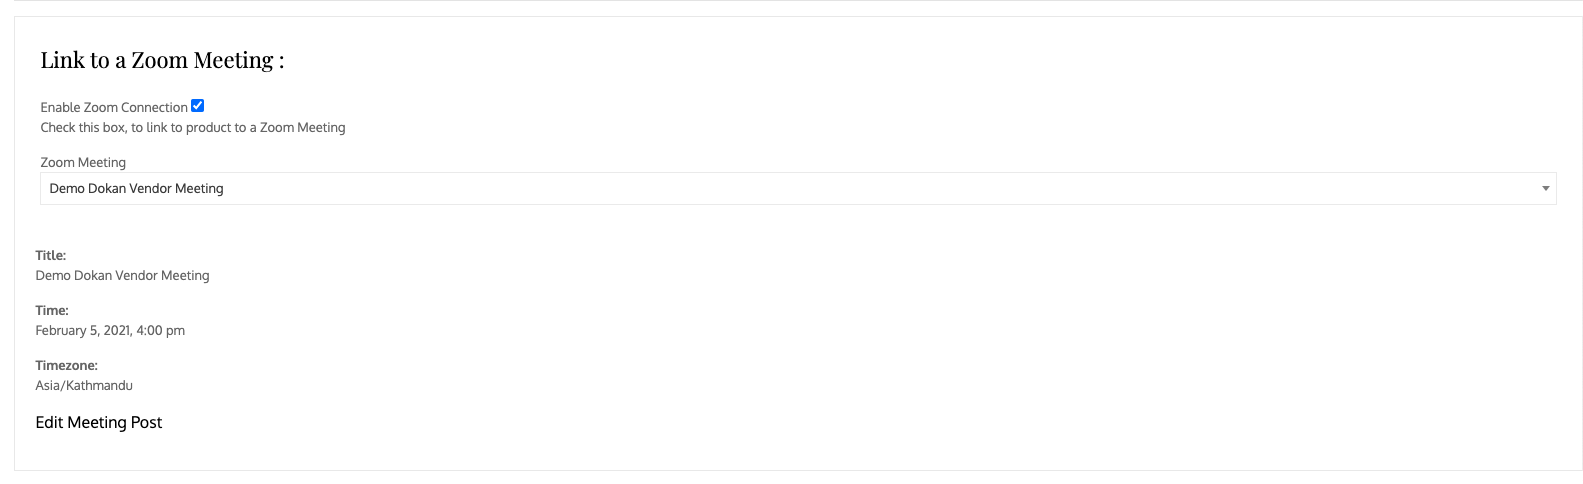 Link to a Zoom Meeting :
Enable Zoom Connection
Check this box, to link to product to a Zoom Meeting
Zoom Meeting
Demo Dokan Vendor Meeting
Title:
Demo Dokan Vendor Meeting
Time:
February 5, 2021, 4:00 pm
Timezone:
Asia/Kathmandu
Edit Meeting Post